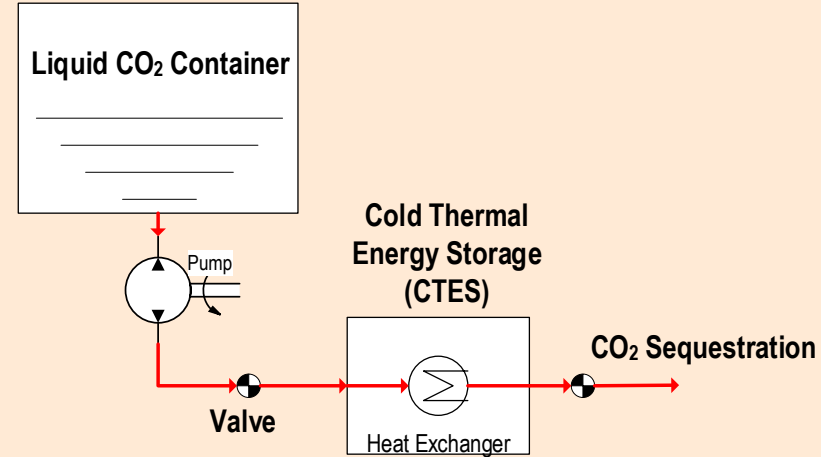 Liquid CO₂ Container
Pump
Cold Thermal
Energy Storage
(CTES)
CO₂ Sequestration
Valve
Heat Exchanger